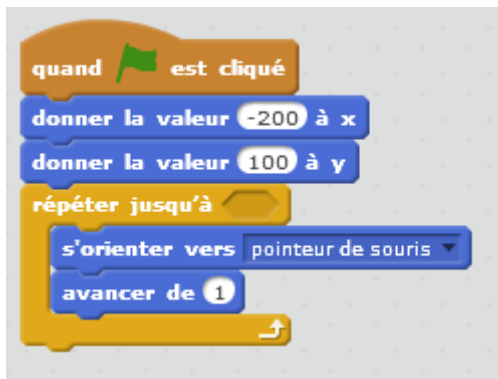 quand est cliqué
donner la valeur -200 à x
donner la valeur 100 à y
répéter jusqu'à
s'orienter vers pointeur de souris
avancer de 1